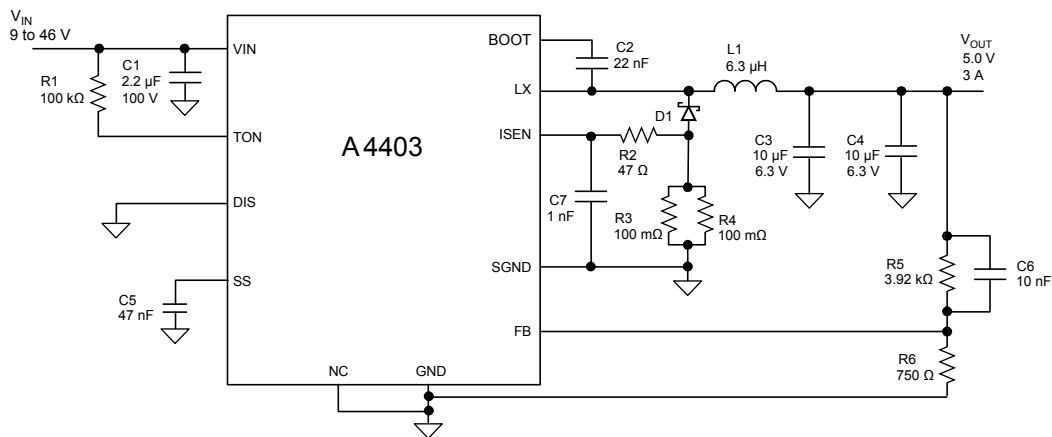 V_IN
9 to 46 V
R1
100 kΩ
C1
2.2 µF
100 V
VIN
TON
DIS
SS
C5
47 nF
A4403
NC
GND
BOOT
LX
ISEN
SGND
FB
C2
22 nF
L1
6.3 µH
D1
R2
47 Ω
C7
1 nF
R3
100 mΩ
R4
100 mΩ
C3
10 µF
6.3 V
C4
10 µF
6.3 V
V_OUT
5.0 V
3 A
R5
3.92 kΩ
C6
10 nF
R6
750 Ω